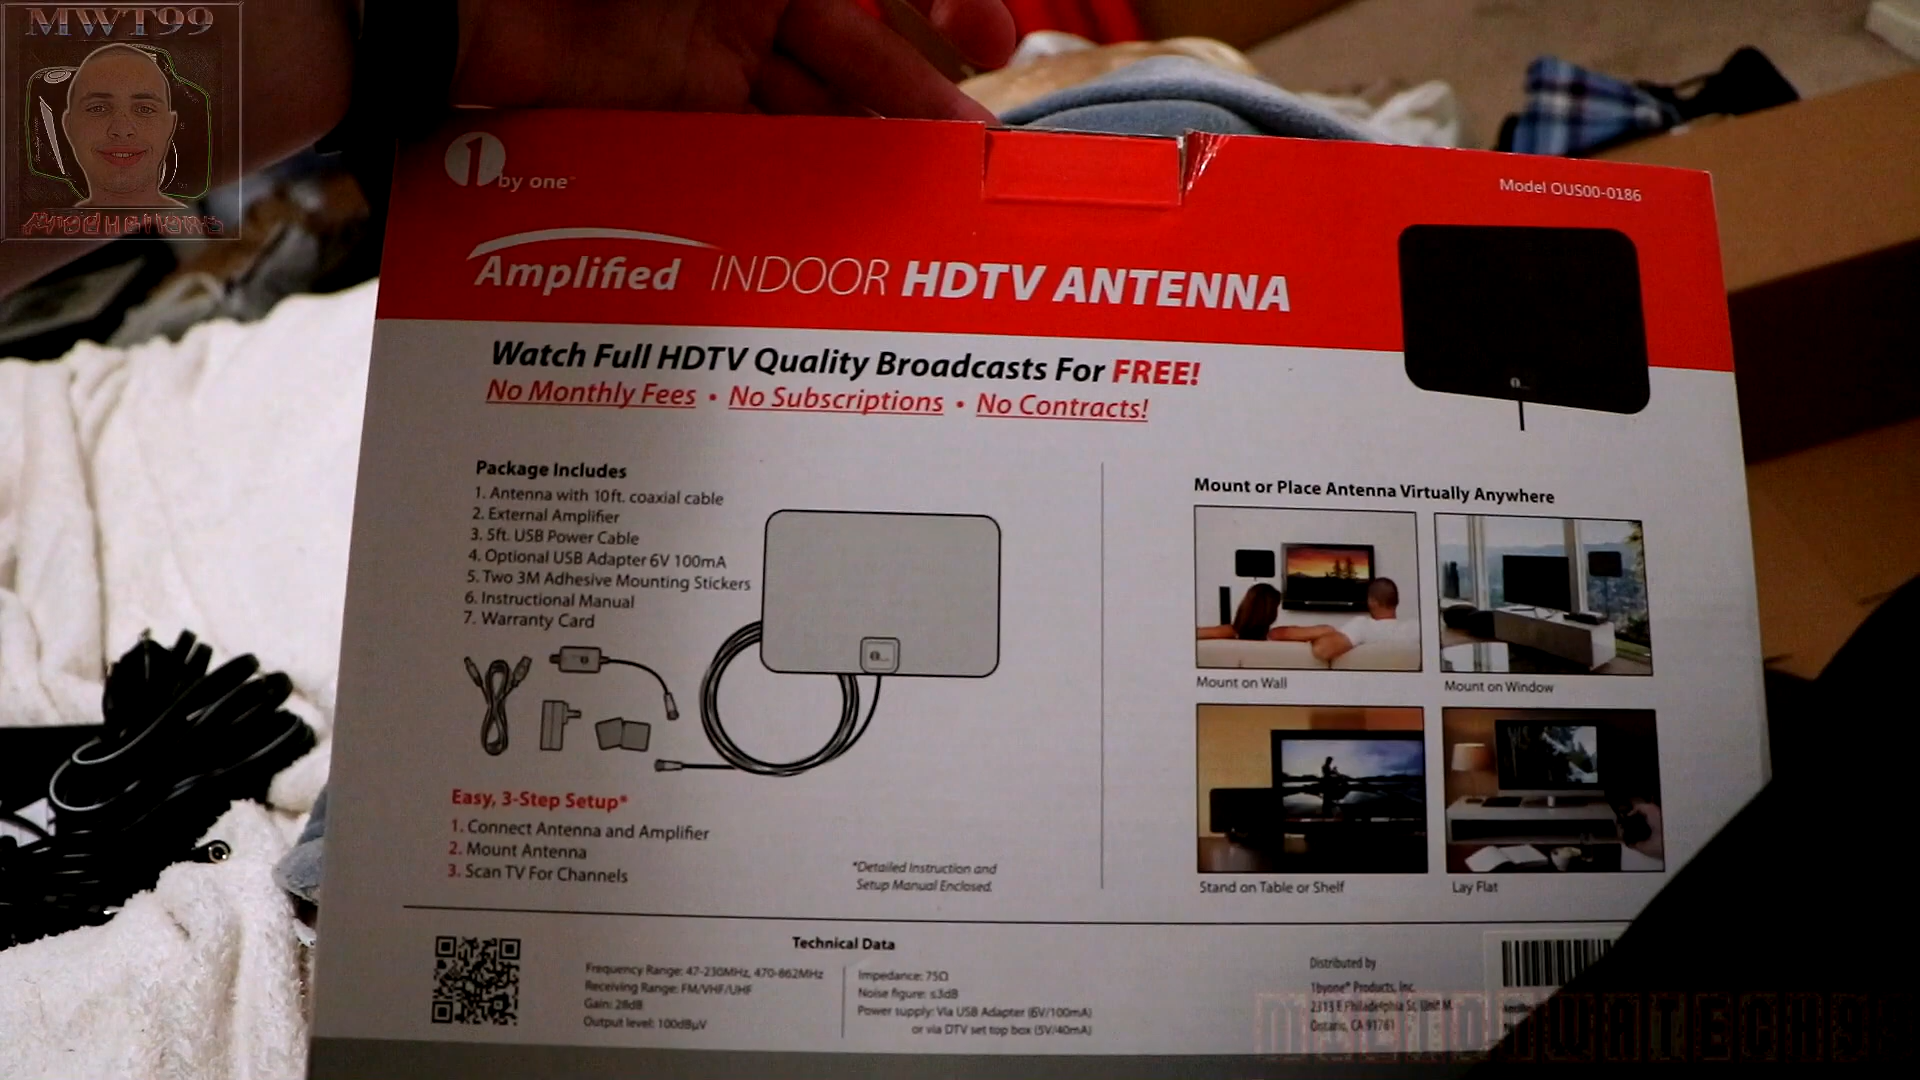 MWT99
Productions
1 by one
Model OUS00-0186
Amplified INDOOR HDTV ANTENNA
Watch Full HDTV Quality Broadcasts For FREE!
No Monthly Fees • No Subscriptions • No Contracts!
Package Includes
1. Antenna with 10ft. coaxial cable
2. External Amplifier
3. 5ft. USB Power Cable
4. Optional USB Adapter 6V 100mA
5. Two 3M Adhesive Mounting Stickers
6. Instructional Manual
7. Warranty Card
Easy, 3-Step Setup*
1. Connect Antenna and Amplifier
2. Mount Antenna
3. Scan TV For Channels
*Detailed Instruction and
Setup Manual Enclosed.
Mount or Place Antenna Virtually Anywhere
Mount on Wall
Mount on Window
Stand on Table or Shelf
Lay Flat
Technical Data
Frequency Range: 47-230MHz, 470-862MHz
Receiving Range: FM/VHF/UHF
Gain: 28dB
Output level: 100dBμV
Impedance: 75Ω
Noise figure: ≤3dB
Power supply: Via USB Adapter (6V/100mA)
or via DTV set top box (5V/40mA)
Distributed by
1byone® Products, Inc.
2313 E Philadelphia St, Unit M
Ontario, CA 91761